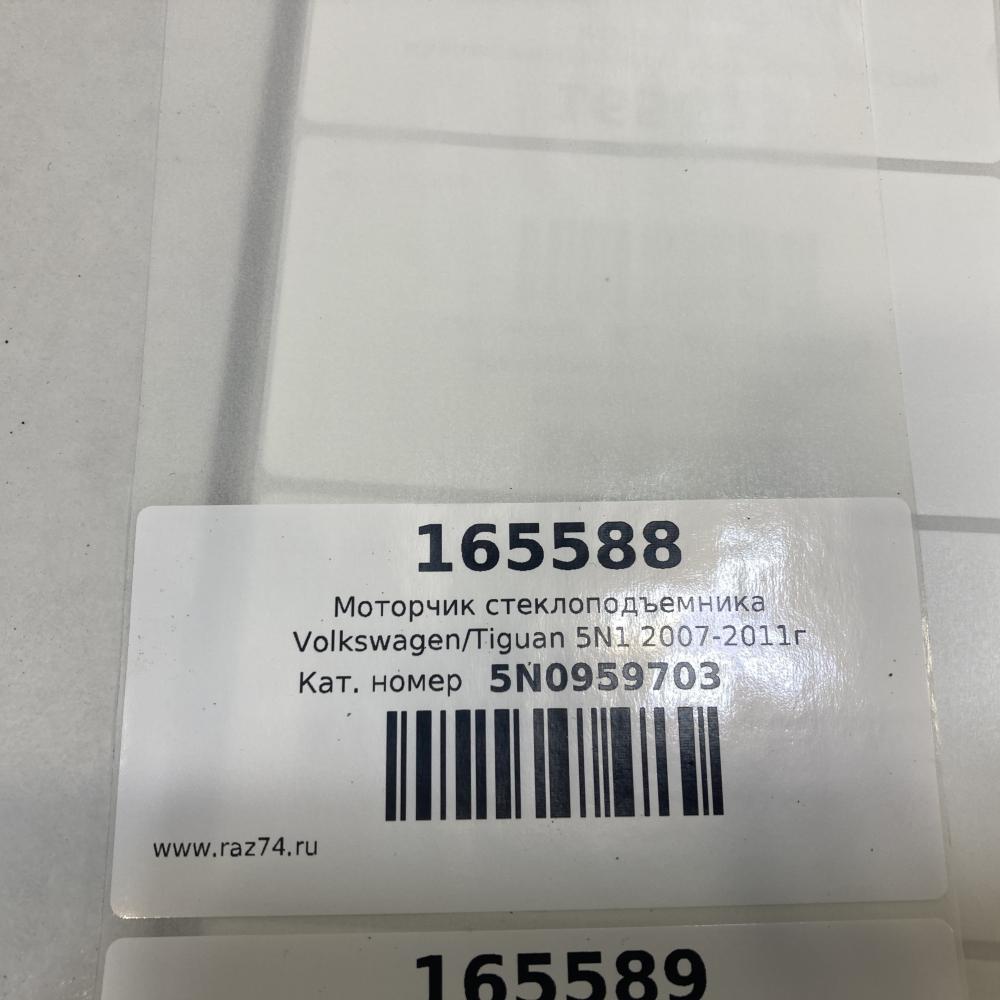 165588
Моторчик стеклоподъемника
Volkswagen/Tiguan 5N1 2007-2011г
Кат. номер 5N0959703
www.raz74.ru
165589